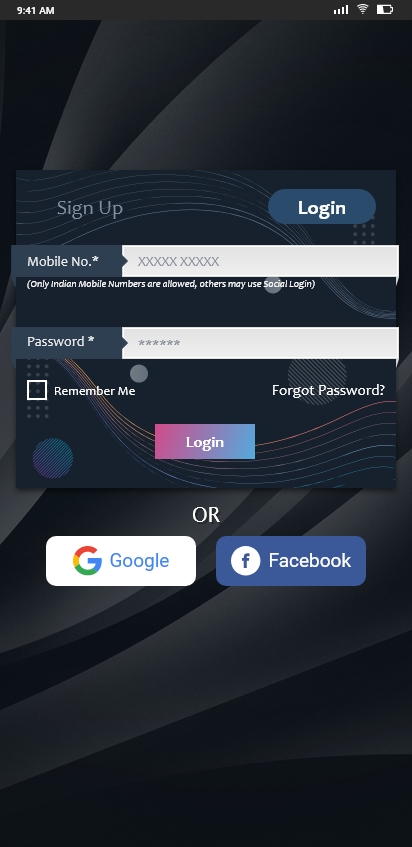 9:41 AM
Sign Up
Login
Mobile No.*
XXXXX XXXXX
(Only Indian Mobile Numbers are allowed, others may use Social Login)
Password *
******
Remember Me
Forgot Password?
Login
OR
Google
f Facebook